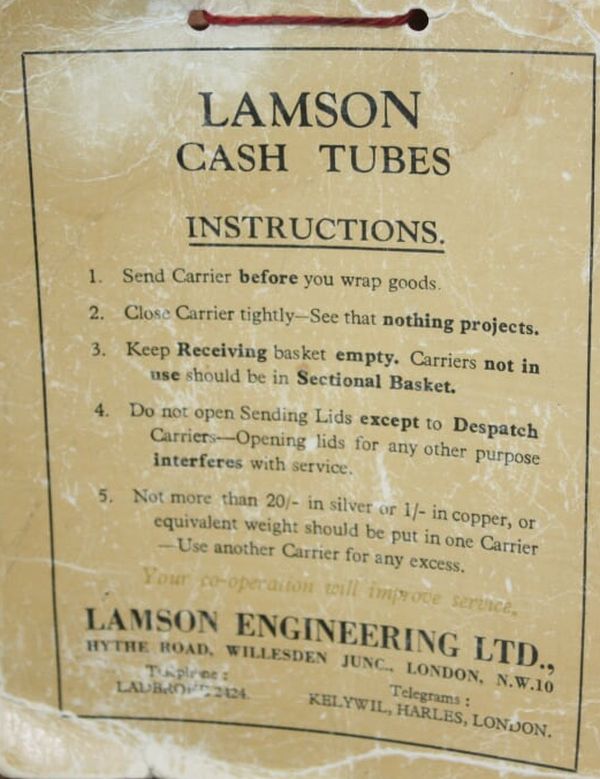 LAMSON
CASH TUBES
INSTRUCTIONS.
1. Send Carrier before you wrap goods.
2. Close Carrier tightly—See that nothing projects.
3. Keep Receiving basket empty. Carriers not in
use should be in Sectional Basket.
4. Do not open Sending Lids except to Despatch
Carriers—Opening lids for any other purpose
interferes with service.
5. Not more than 20/- in silver or 1/- in copper, or
equivalent weight should be put in one Carrier
—Use another Carrier for any excess.
Your co-operation will improve service.
LAMSON ENGINEERING LTD.,
HYTHE ROAD, WILLESDEN JUNC., LONDON, N.W.10
Telephone :
LADBROKE 2424.
Telegrams :
KELYWIL, HARLES, LONDON.